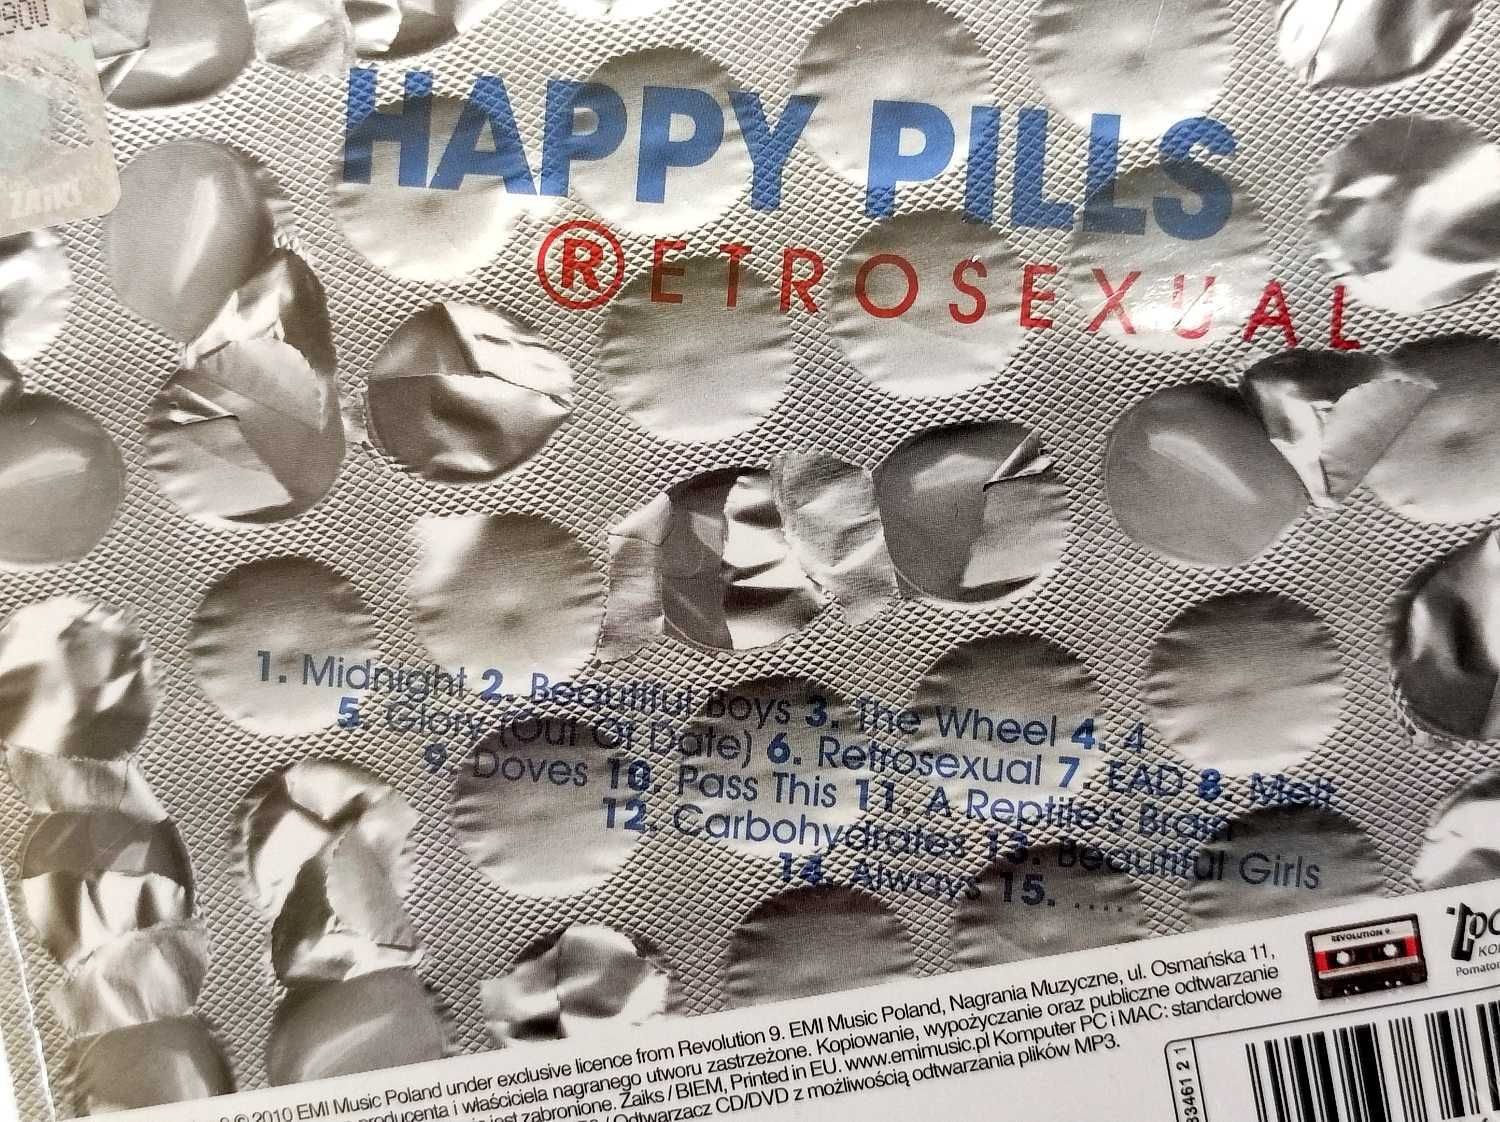 ZAiKS
HAPPY PILLS
®ETROSEXUAL
1. Midnight 2. Beautiful Boys 3. The Wheel 4. 4
5. Glory (Out Of Date) 6. Retrosexual 7. EAD 8. Melt
9. Doves 10. Pass This 11. A Reptile's Brain
12. Carbohydrates 13. Beautiful Girls
14. Always 15. ....
REVOLUTION 9
© 2010 EMI Music Poland under exclusive licence from Revolution 9. EMI Music Poland, Nagrania Muzyczne, ul. Osmańska 11,
i właściciela nagranego utworu zastrzeżone. Kopiowanie, wypożyczanie oraz publiczne odtwarzanie
jest zabronione. Zaiks / BIEM, Printed in EU. www.emimusic.pl Komputer PC i MAC: standardowe
/ Odtwarzacz CD/DVD z możliwością odtwarzania plików MP3.
33461 2 1